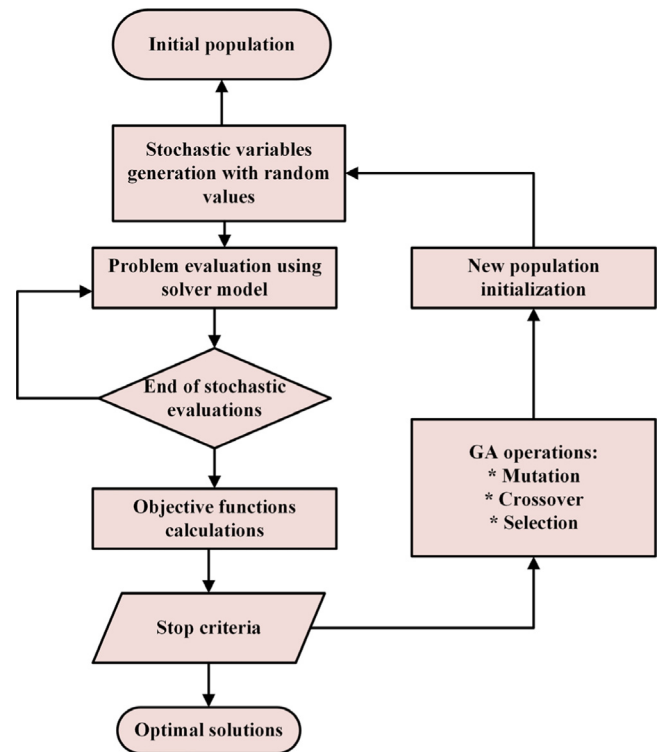 Initial population
Stochastic variables
generation with random
values
Problem evaluation using
solver model
New population
initialization
End of stochastic
evaluations
GA operations:
* Mutation
* Crossover
* Selection
Objective functions
calculations
Stop criteria
Optimal solutions